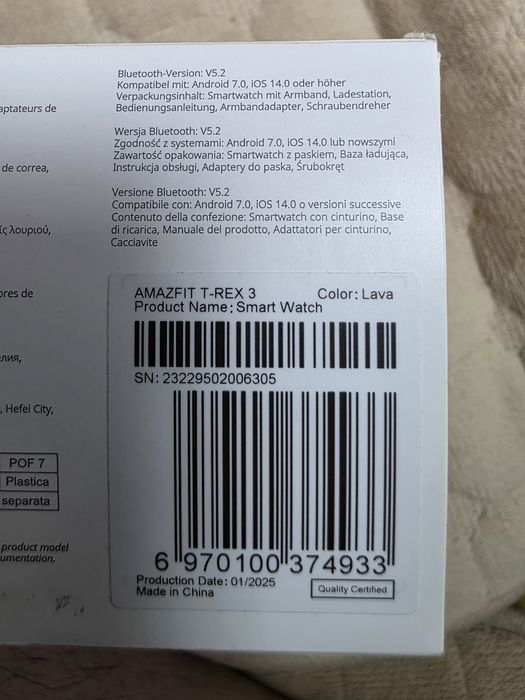 Bluetooth-Version: V5.2
Kompatibel mit: Android 7.0, iOS 14.0 oder höher
Verpackungsinhalt: Smartwatch mit Armband, Ladestation,
Bedienungsanleitung, Armbandadapter, Schraubendreher
Wersja Bluetooth: V5.2
Zgodność z systemami: Android 7.0, iOS 14.0 lub nowszymi
Zawartość opakowania: Smartwatch z paskiem, Baza ładująca,
Instrukcja obsługi, Adaptery do paska, Śrubokręt
Versione Bluetooth: V5.2
Compatibile con: Android 7.0, iOS 14.0 o versioni successive
Contenuto della confezione: Smartwatch con cinturino, Base
di ricarica, Manuale del prodotto, Adattatori per cinturino,
Cacciavite
aptateurs de
de correa,
ίς λουριού,
ores de
лия,
, Hefei City,
POF 7
Plastica
separata
product model
umentation.
AMAZFIT T-REX 3 Color: Lava
Product Name: Smart Watch
SN: 23229502006305
6 970100 374933
Production Date: 01/2025
Made in China
Quality Certified